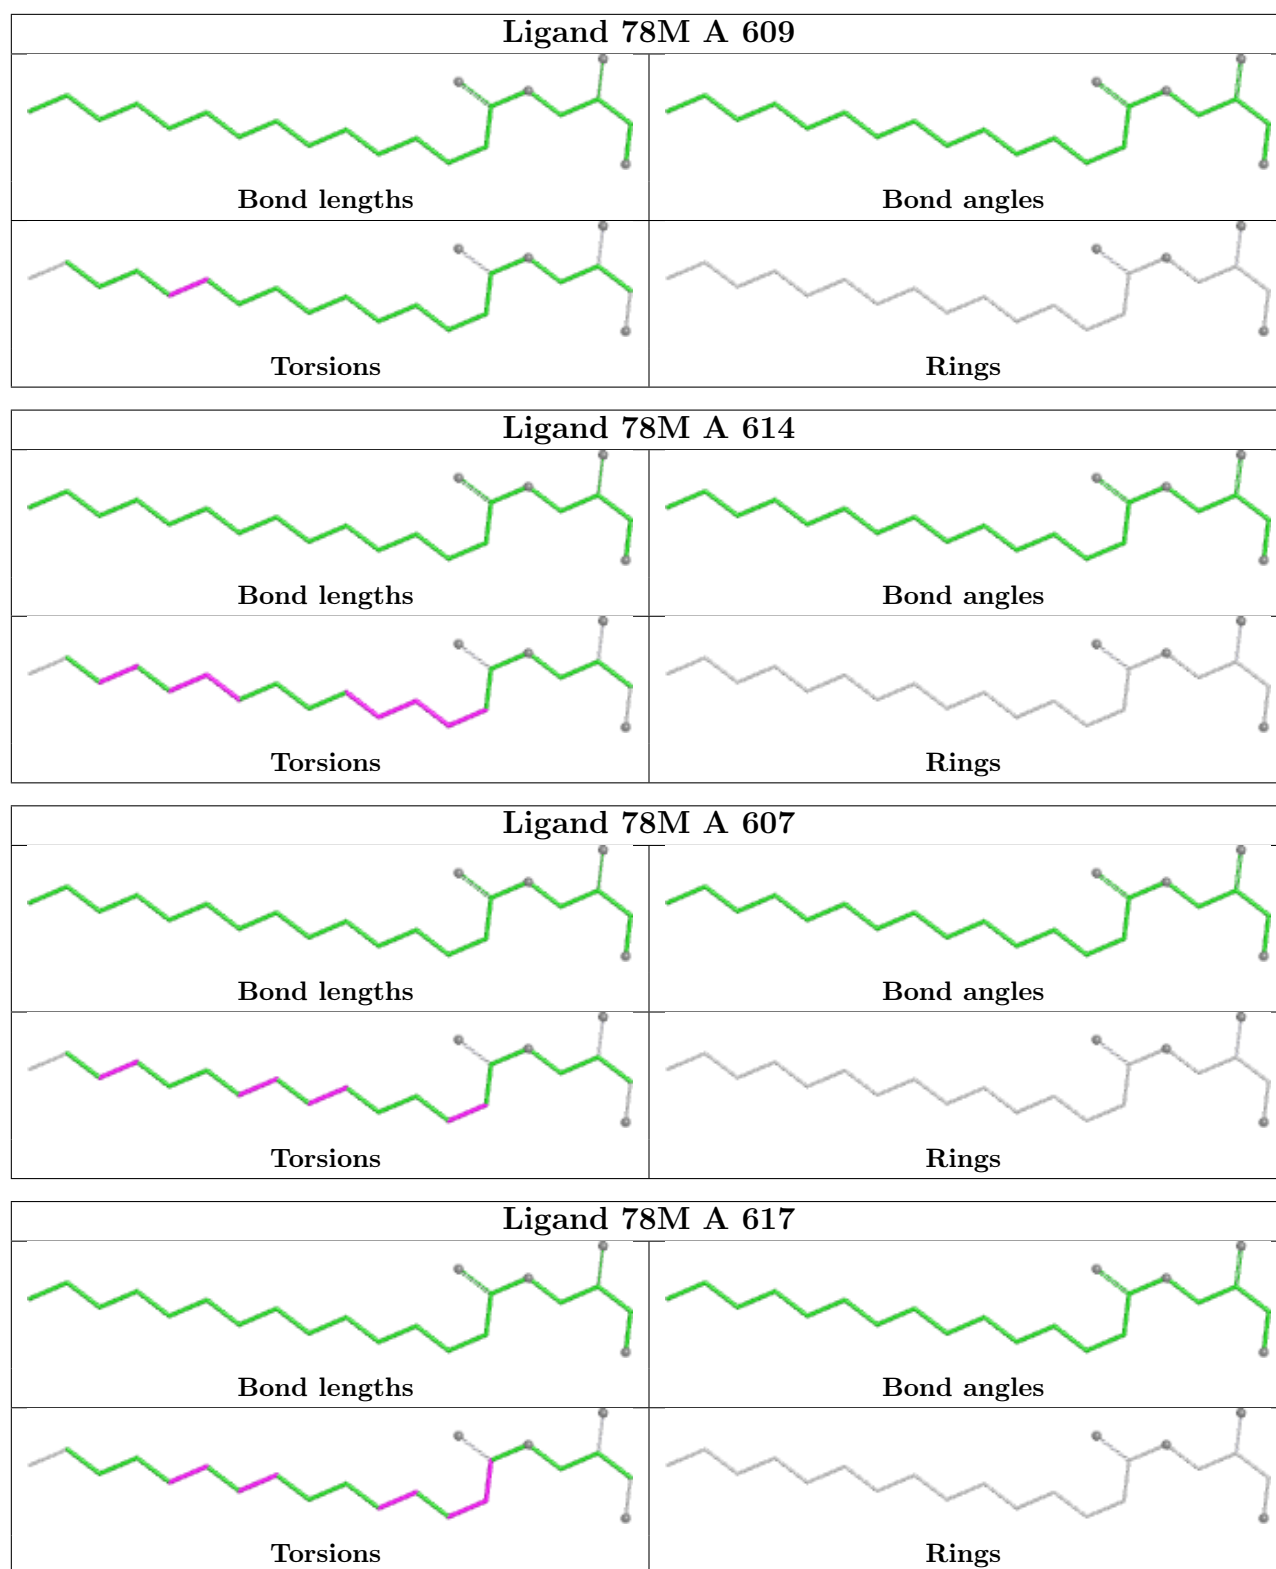 Ligand 78M A 609
Bond lengths Bond angles
Torsions Rings
Ligand 78M A 614
Bond lengths Bond angles
Torsions Rings
Ligand 78M A 607
Bond lengths Bond angles
Torsions Rings
Ligand 78M A 617
Bond lengths Bond angles
Torsions Rings